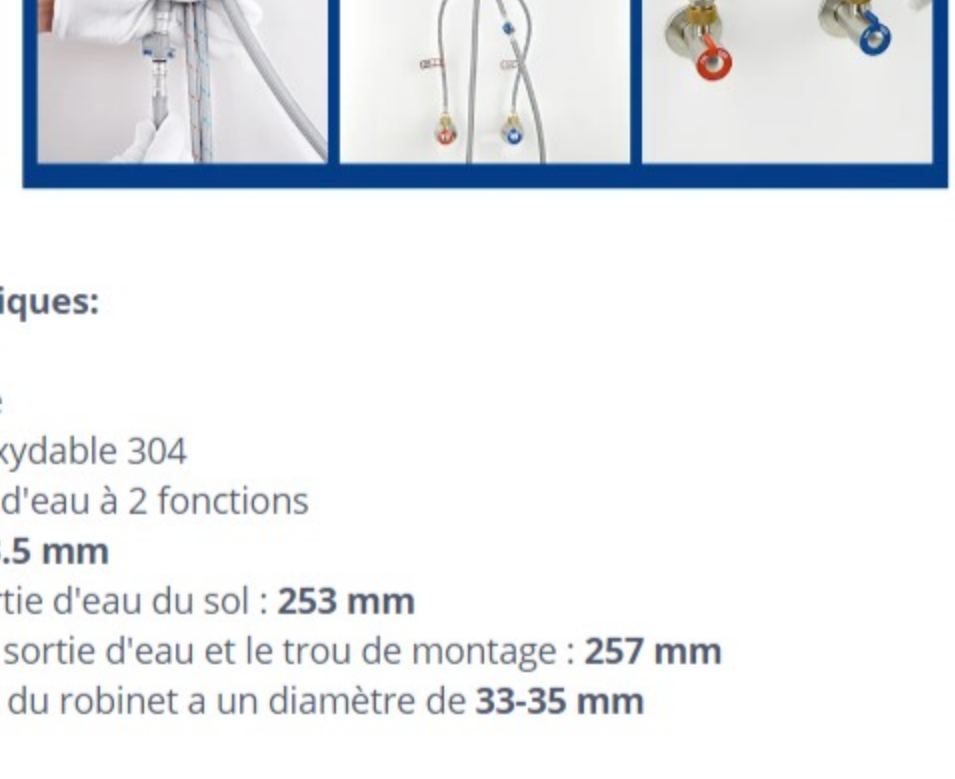 iques:
xydable 304
d'eau à 2 fonctions
.5 mm
rtie d'eau du sol : 253 mm
sortie d'eau et le trou de montage : 257 mm
du robinet a un diamètre de 33-35 mm